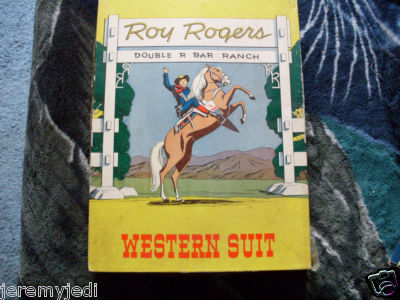 Roy Rogers
DOUBLE R BAR RANCH
WESTERN SUIT
jeremyjedi